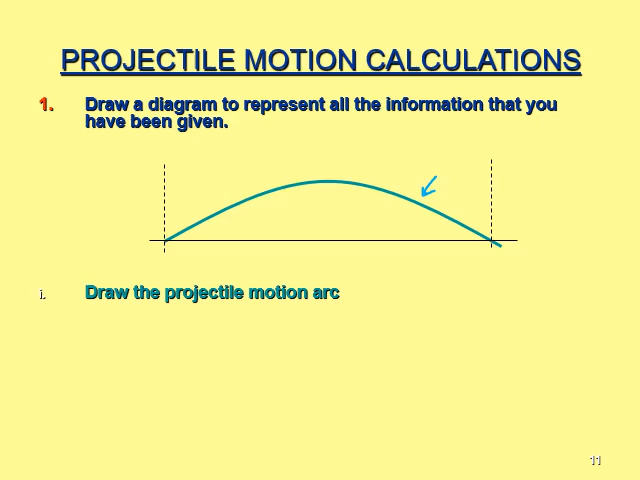 PROJECTILE MOTION CALCULATIONS
1. Draw a diagram to represent all the information that you
have been given.
i. Draw the projectile motion arc
11